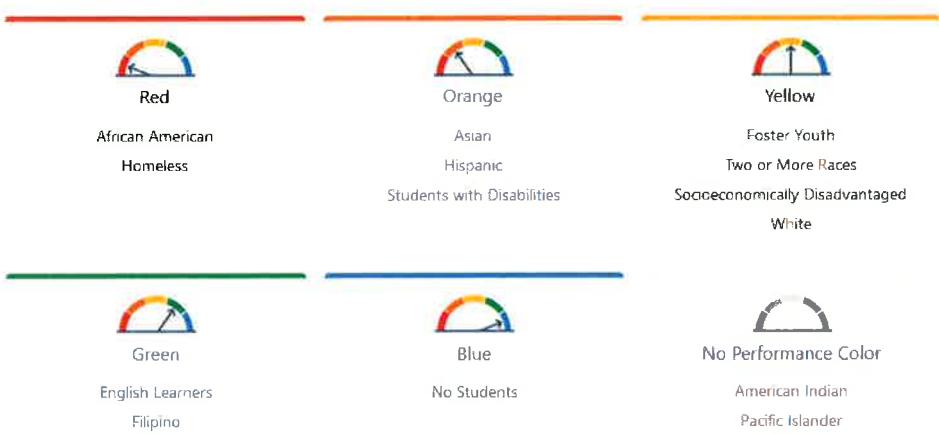 Red
African American
Homeless
Orange
Asian
Hispanic
Students with Disabilities
Yellow
Foster Youth
Two or More Races
Socioeconomically Disadvantaged
White
Green
English Learners
Filipino
Blue
No Students
No Performance Color
American Indian
Pacific Islander